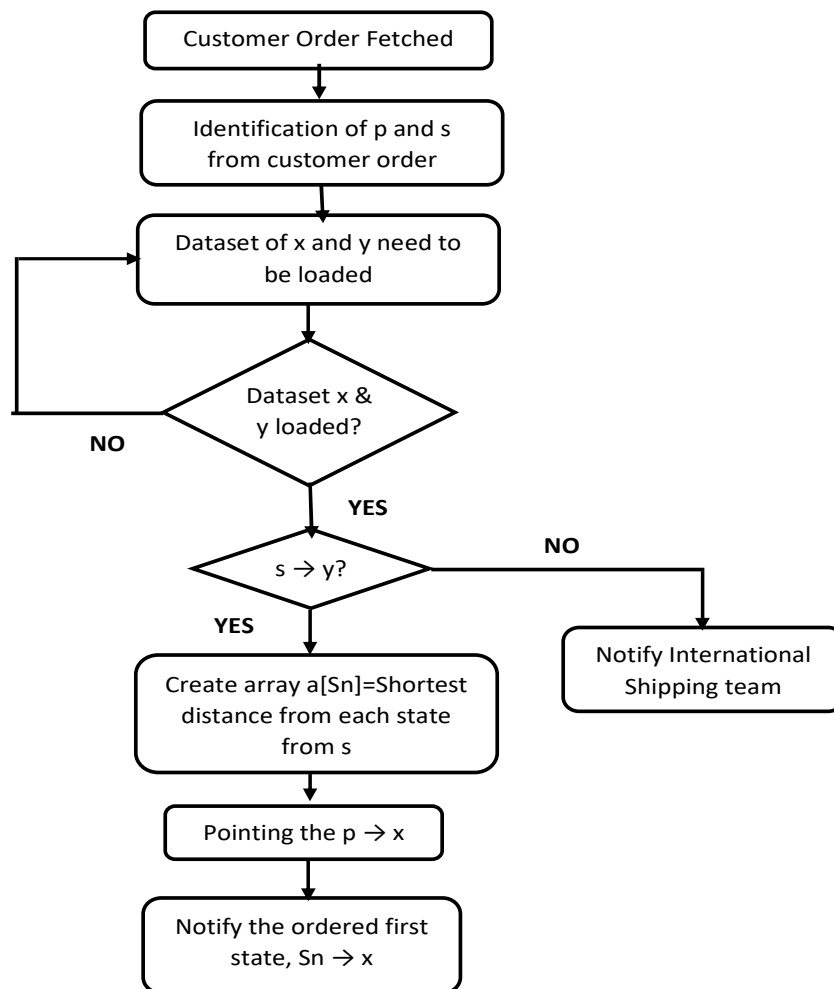 Customer Order Fetched
Identification of p and s
from customer order
Dataset of x and y need to
be loaded
Dataset x &
y loaded?
NO
YES
s → y?
NO
YES
Notify International
Shipping team
Create array a[Sn]=Shortest
distance from each state
from s
Pointing the p → x
Notify the ordered first
state, Sn → x